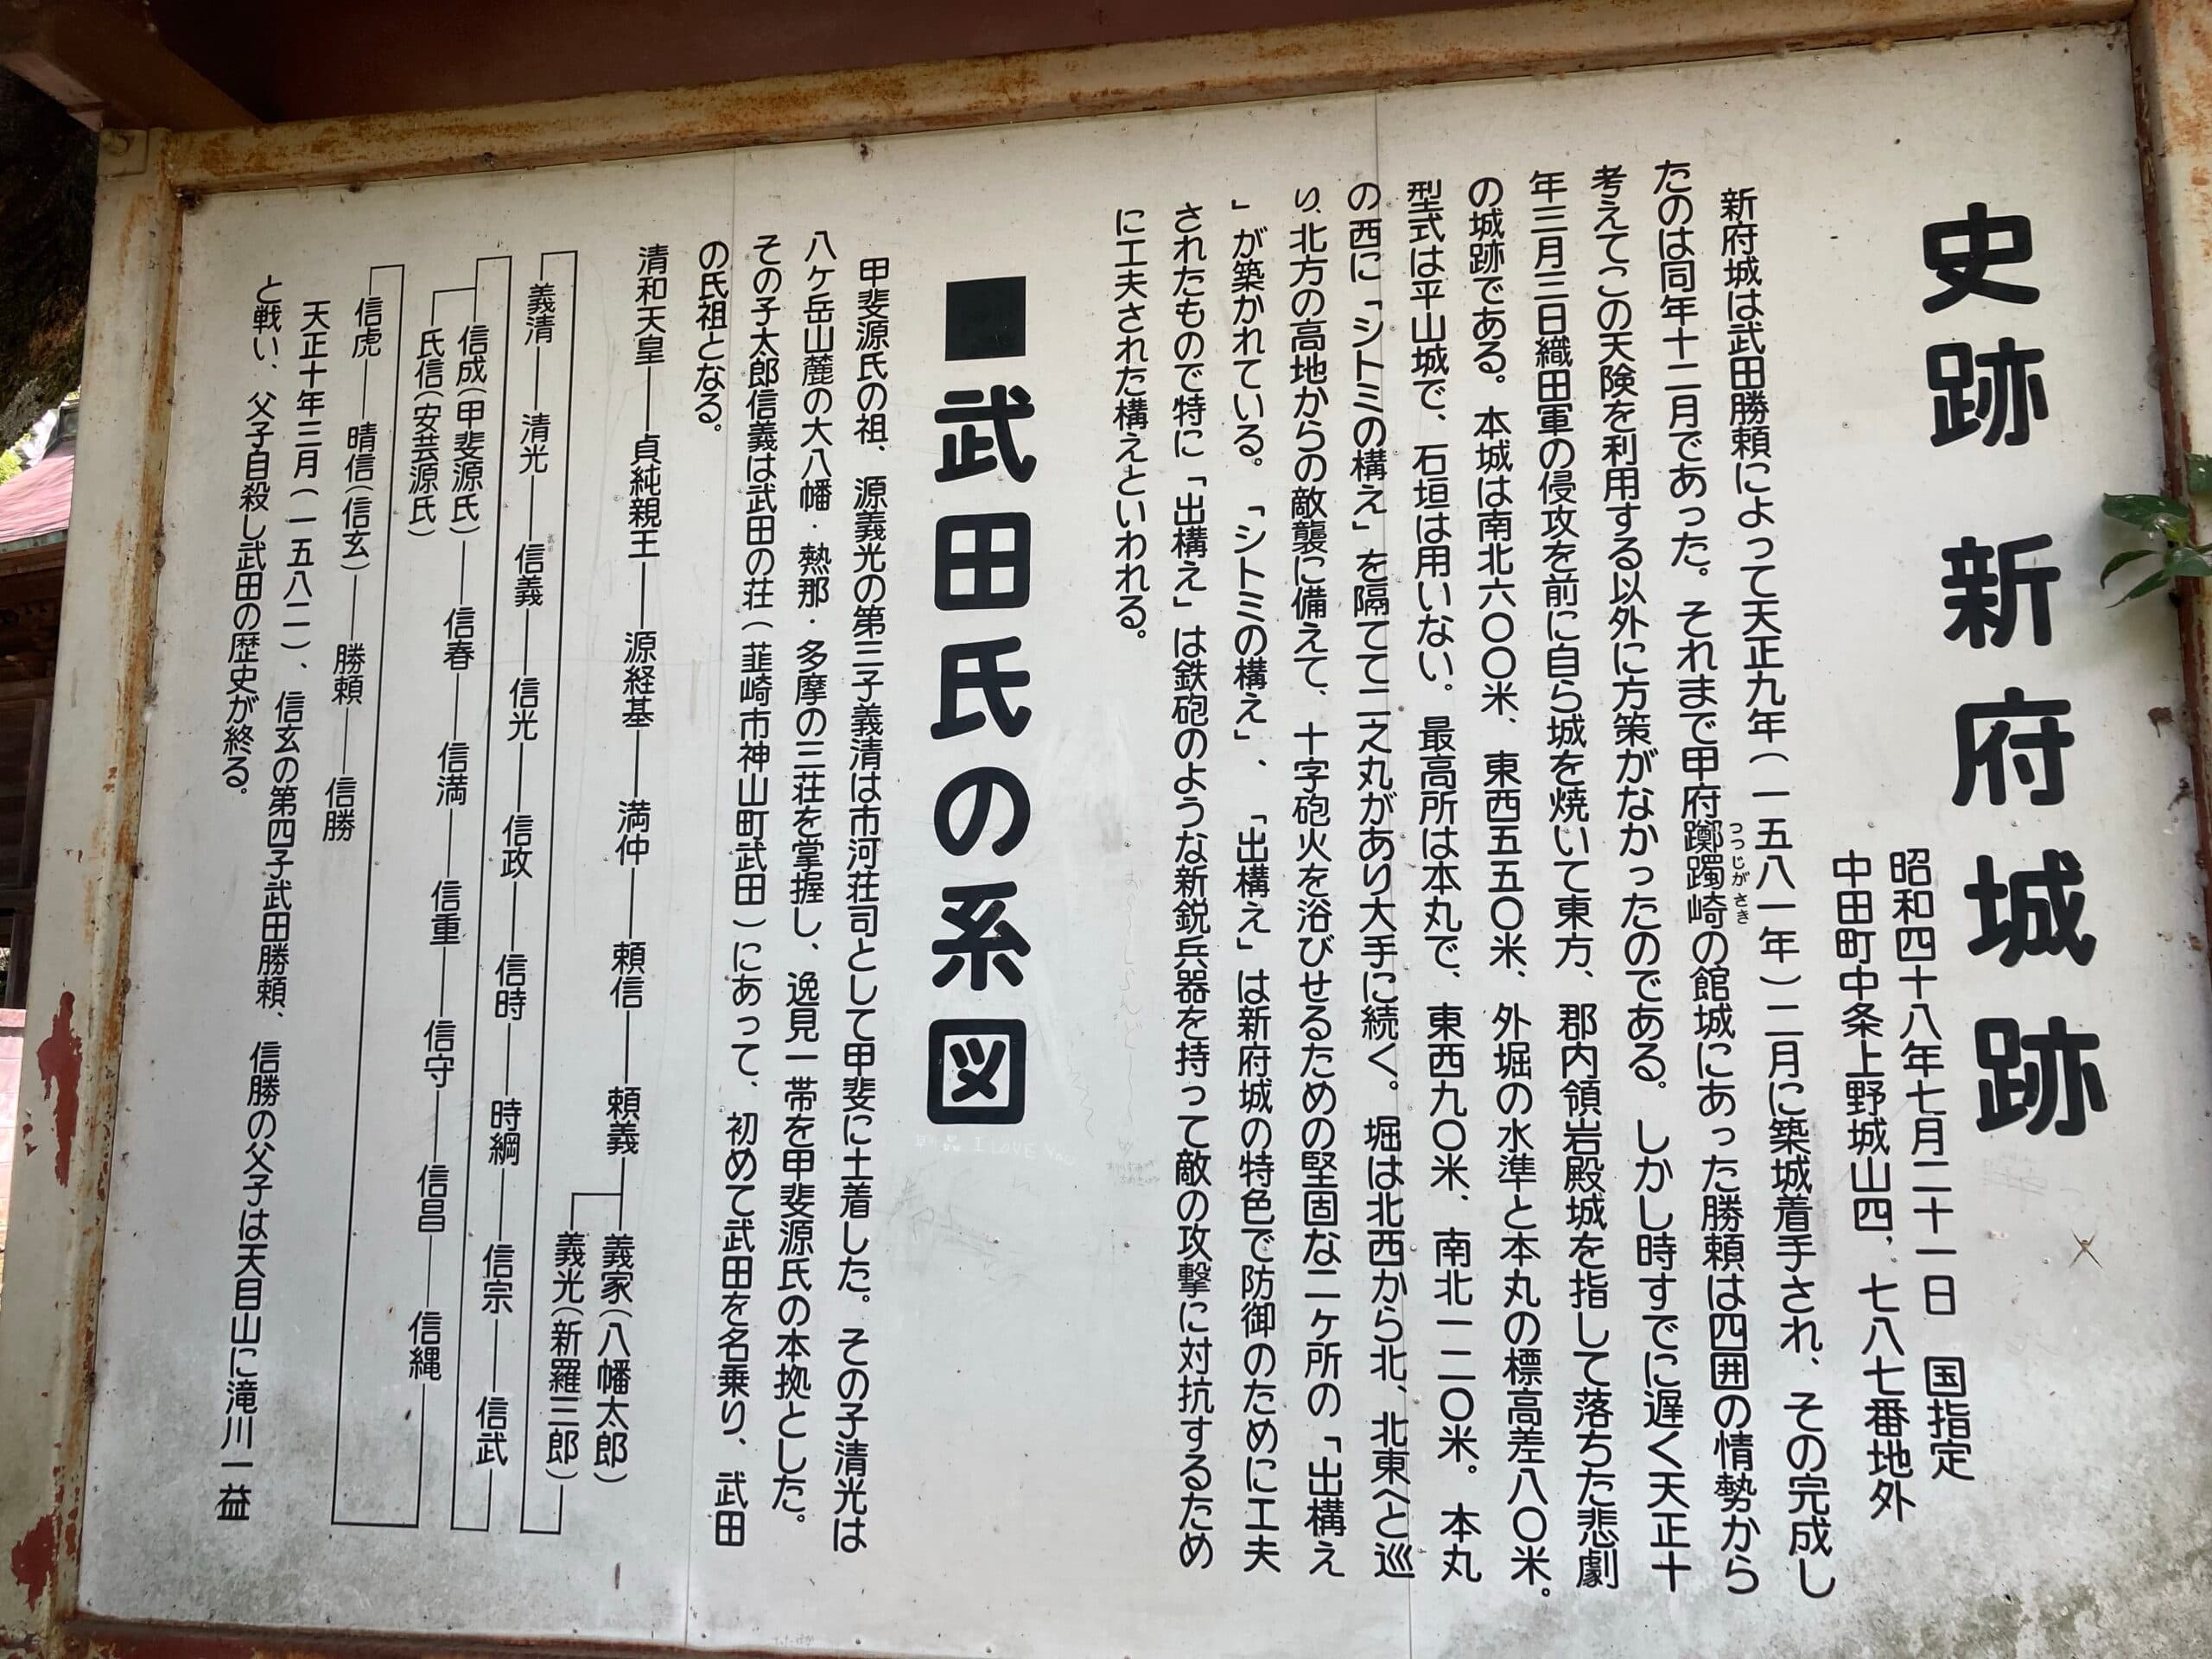 史跡 新府城跡
昭和四十八年七月二十一日 国指定
中田町中条上野城山四、七八七番地外
新府城は武田勝頼によって天正九年(一五八一年)二月に築城着手され、その完成し
たのは同年十二月であった。それまで甲府躑躅崎の館城にあった勝頼は四囲の情勢から
つつじがさき
考えてこの天険を利用する以外に方策がなかったのである。しかし時すでに遅く天正十
年三月三日織田軍の侵攻を前に自ら城を焼いて東方、郡内領岩殿城を指して落ちた悲劇
の城跡である。本城は南北六〇〇米、東西五五〇米、外堀の水準と本丸の標高差八〇米。
型式は平山城で、石垣は用いない。最高所は本丸で、東西九〇米、南北一二〇米。本丸
の西に「シトミの構え」を隔てて二之丸があり大手に続く。堀は北西から北、北東へと巡
り、北方の高地からの敵襲に備えて、十字砲火を浴びせるための堅固な二ヶ所の「出構え
」が築かれている。「シトミの構え」、「出構え」は新府城の特色で防御のために工夫
されたもので特に「出構え」は鉄砲のような新鋭兵器を持って敵の攻撃に対抗するため
に工夫された構えといわれる。
■武田氏の系図
甲斐源氏の祖、源義光の第三子義清は市河荘司として甲斐に土着した。その子清光は
八ヶ岳山麓の大八幡・熱那・多摩の三荘を掌握し、逸見一帯を甲斐源氏の本拠とした。
その子太郎信義は武田の荘(韮崎市神山町武田)にあって、初めて武田を名乗り、武田
の氏祖となる。
清和天皇―貞純親王―源経基―満仲―頼信―頼義―義家(八幡太郎)
義光(新羅三郎)
義清―清光―信義―信光―信政―信時―時綱―信宗―信武
信成(甲斐源氏)―信春―信満―信重―信守―信昌―信縄
氏信(安芸源氏)
信虎―晴信(信玄)―勝頼―信勝
天正十年三月(一五八二)、信玄の第四子武田勝頼、信勝の父子は天目山に滝川一益
と戦い、父子自殺し武田の歴史が終る。
I LOVE You